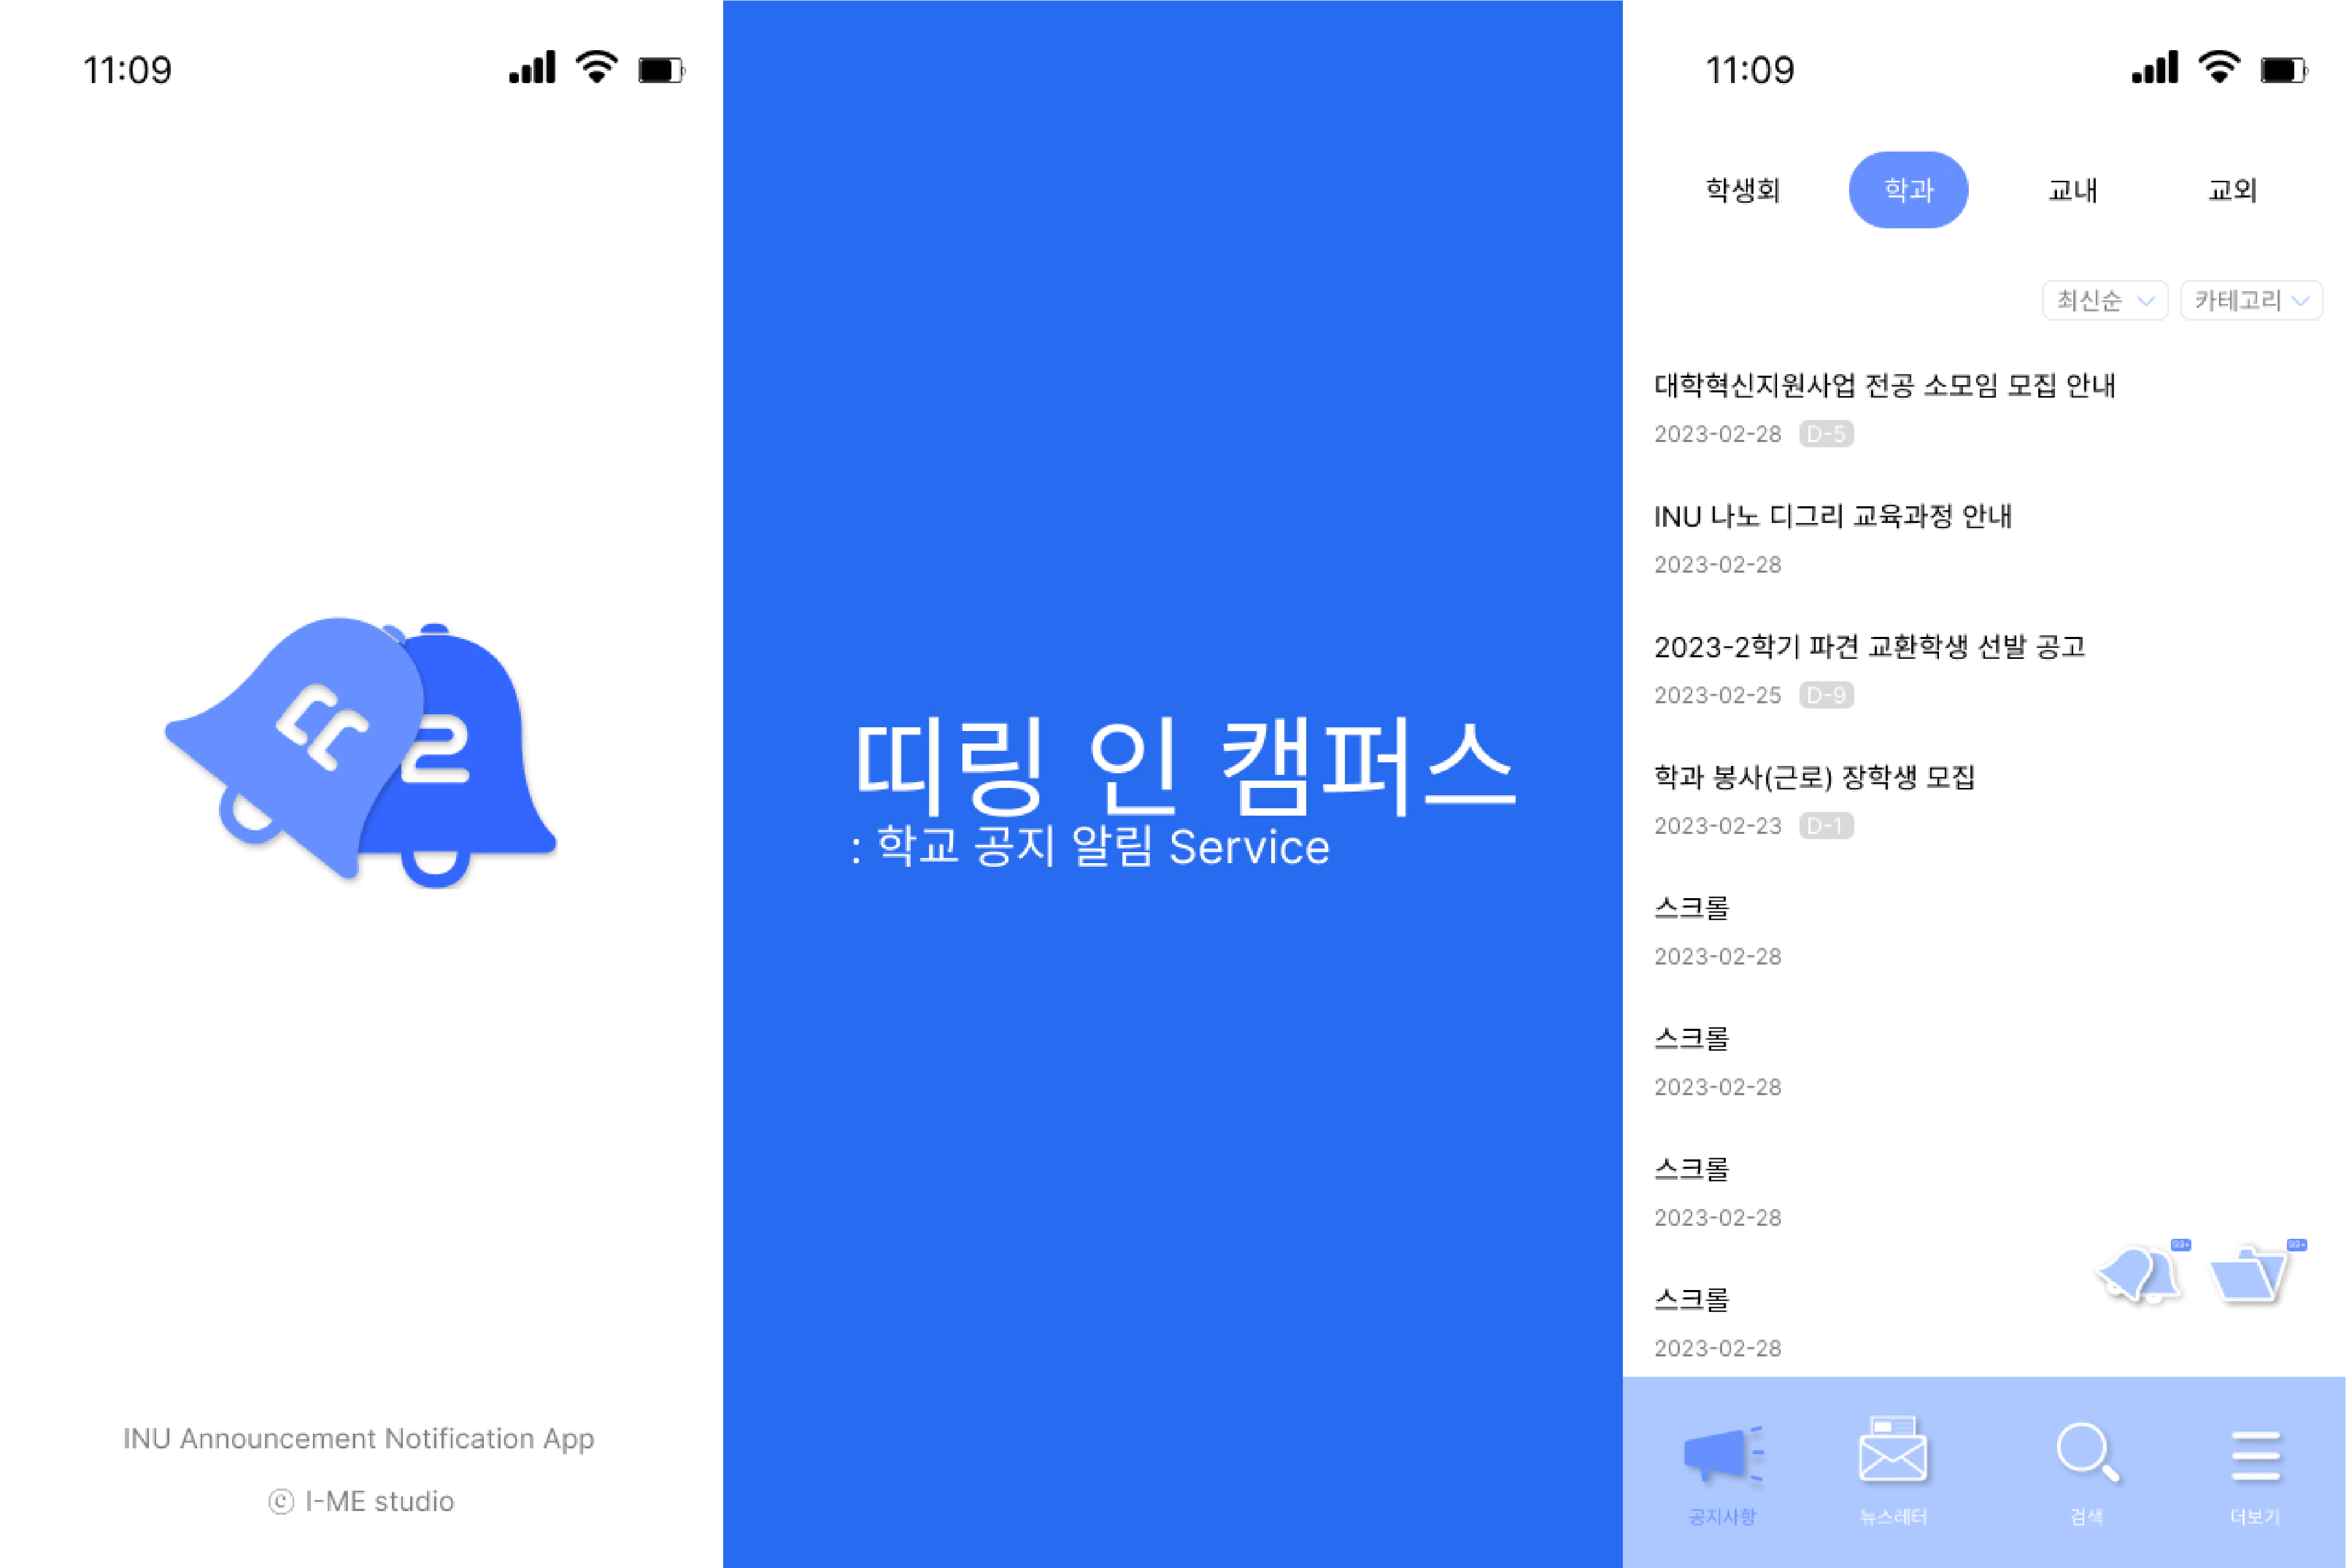 11:09
ㄸ
ㄹ
INU Announcement Notification App
ⓒ I-ME studio
띠링 인 캠퍼스
: 학교 공지 알림 Service
11:09
학생회 학과 교내 교외
최신순 카테고리
대학혁신지원사업 전공 소모임 모집 안내
2023-02-28 D-5
INU 나노 디그리 교육과정 안내
2023-02-28
2023-2학기 파견 교환학생 선발 공고
2023-02-25 D-9
학과 봉사(근로) 장학생 모집
2023-02-23 D-1
스크롤
2023-02-28
스크롤
2023-02-28
스크롤
2023-02-28
99+ 99+
스크롤
2023-02-28
공지사항 뉴스레터 검색 더보기